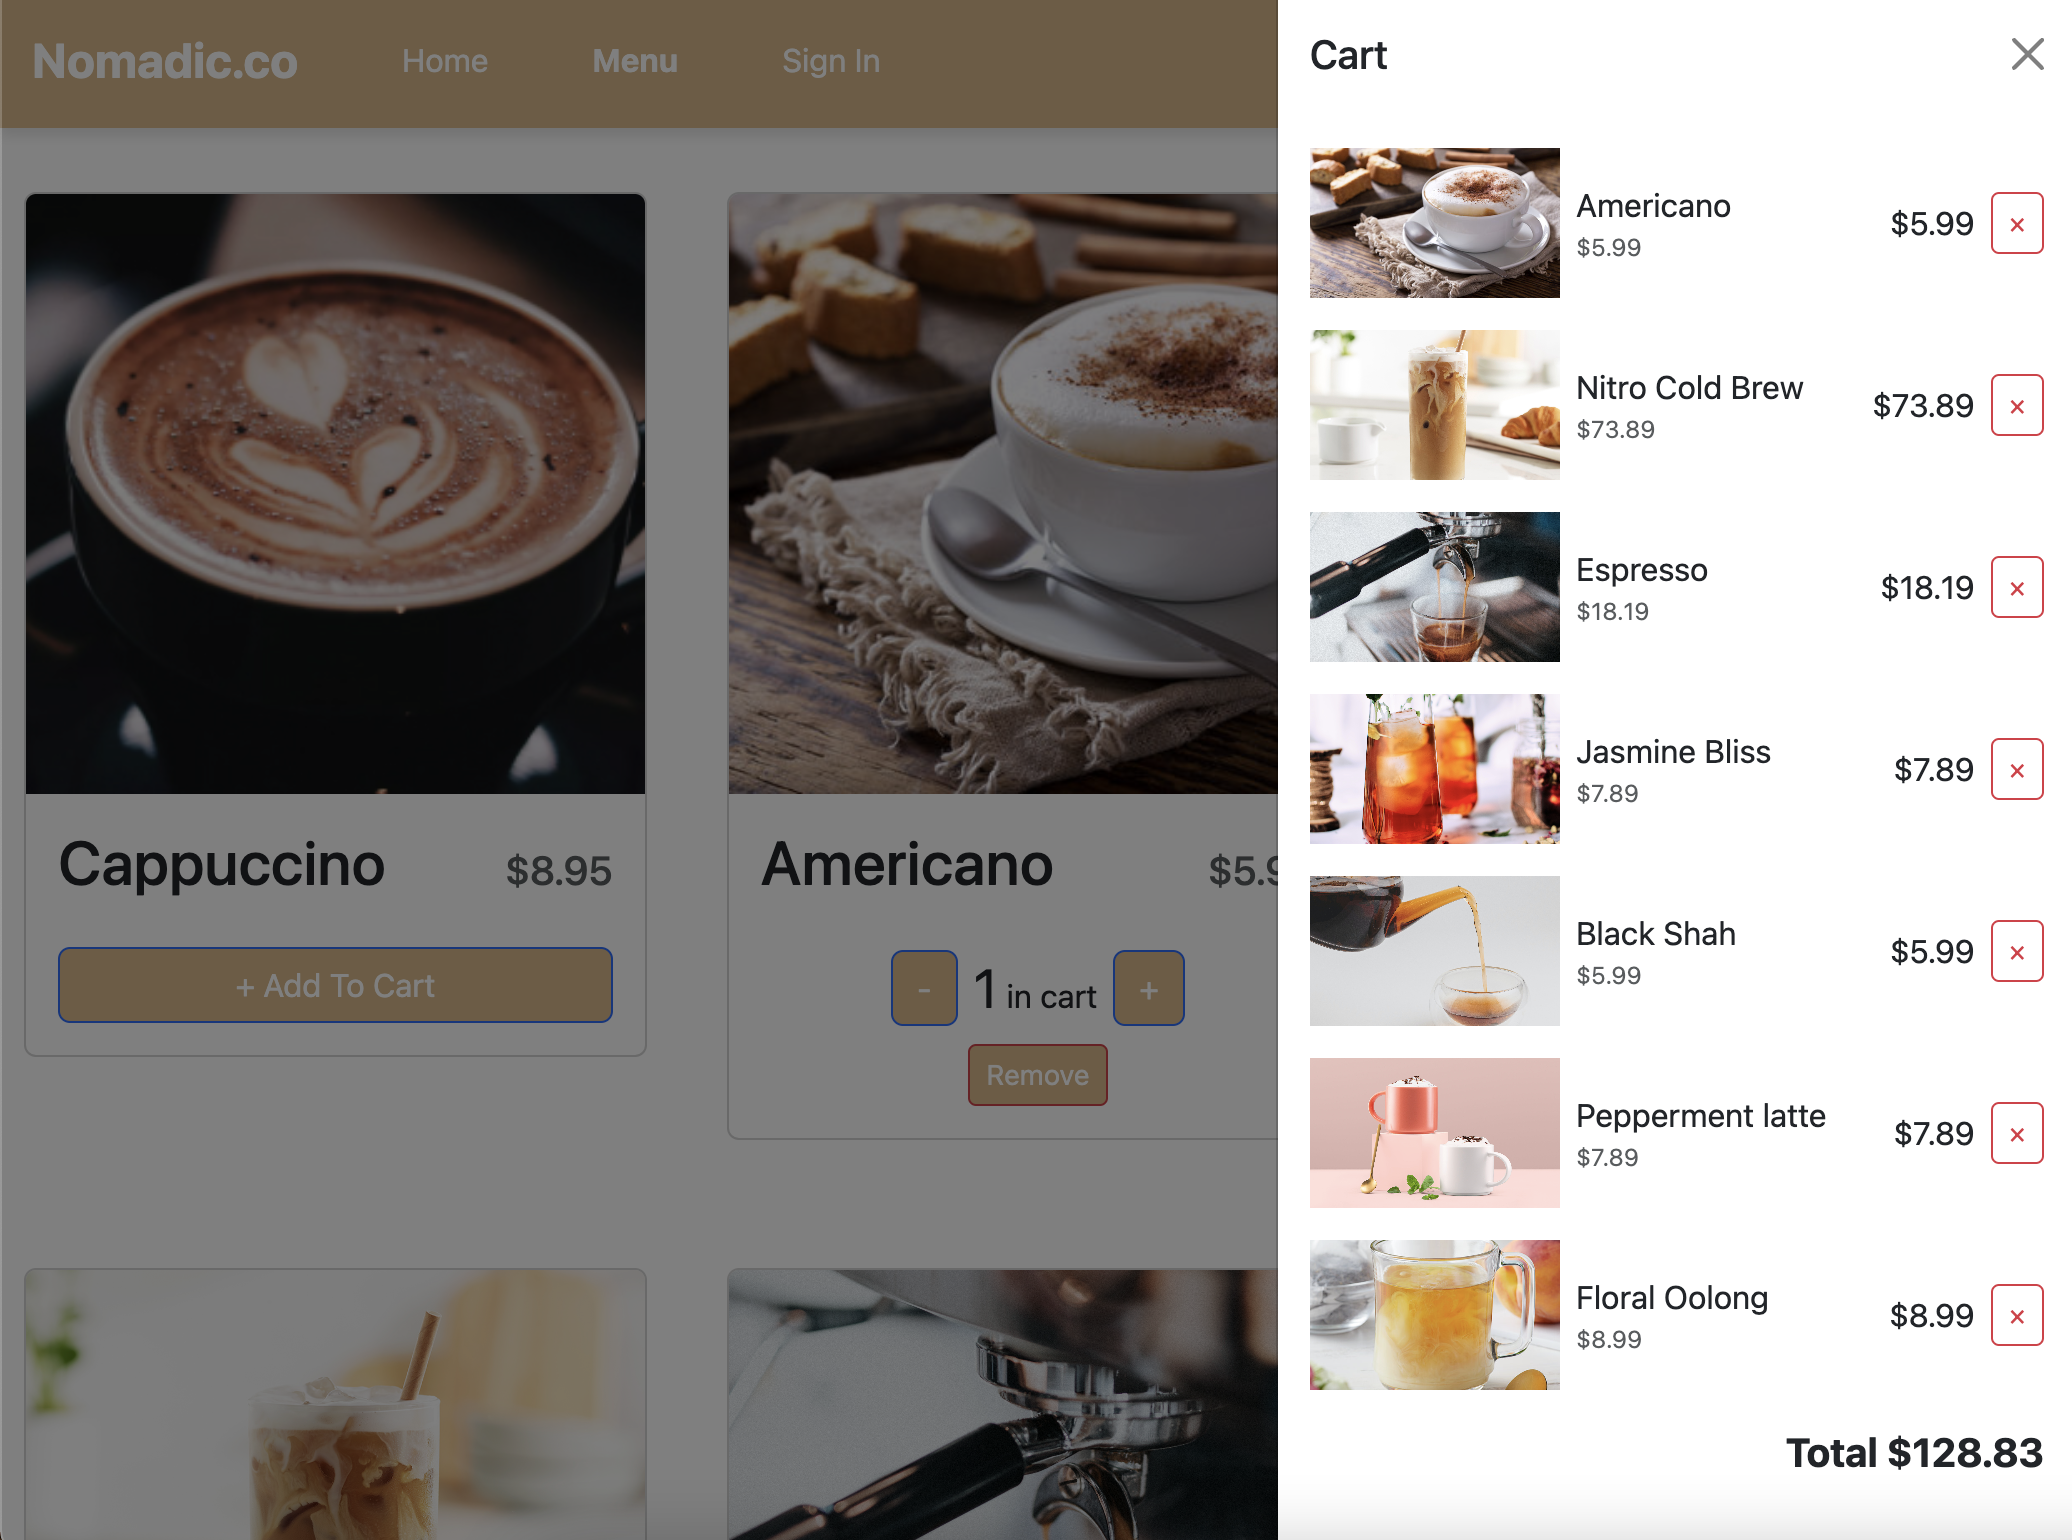 Nomadic.co Home Menu Sign In
Cappuccino $8.95
+ Add To Cart
Americano $5.9
- 1 in cart +
Remove
Cart
Americano
$5.99
$5.99 ×
Nitro Cold Brew
$73.89
$73.89 ×
Espresso
$18.19
$18.19 ×
Jasmine Bliss
$7.89
$7.89 ×
Black Shah
$5.99
$5.99 ×
Pepperment latte
$7.89
$7.89 ×
Floral Oolong
$8.99
$8.99 ×
Total $128.83